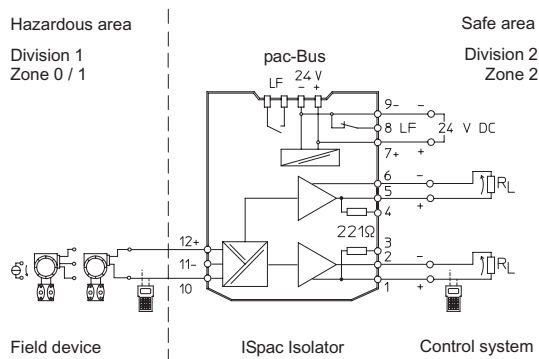 Hazardous area
Safe area
Division 1
Zone 0 / 1
Division 2
Zone 2
pac-Bus
LF
24 V
- +
9-
-
8 LF
24 V DC
7+
+
6
-
5
+
4
RL
221Ω
3
2
-
1
+
RL
12+
11-
10
Field device
ISpac Isolator
Control system